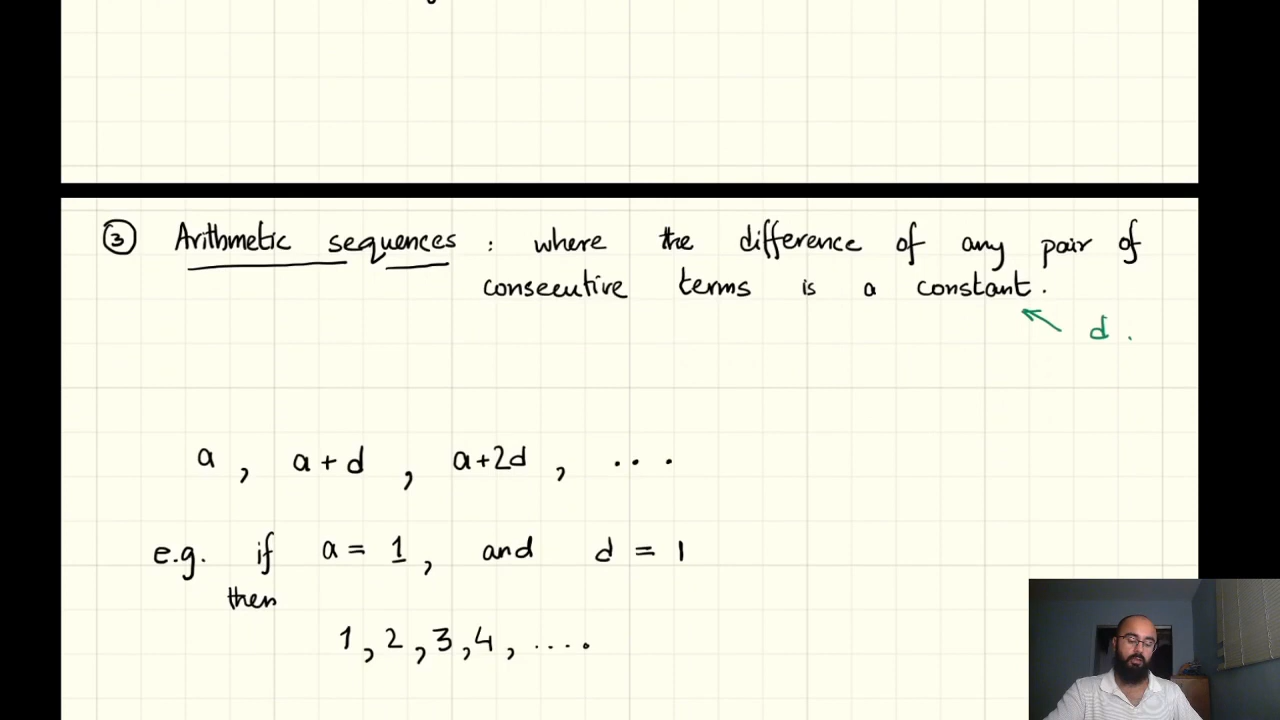 ③ Arithmetic sequences : where the difference of any pair of
consecutive terms is a constant.
d .
a , a + d , a+2d , ...
e.g. if a = 1 , and d = 1
then
1 , 2 , 3 , 4 , ....